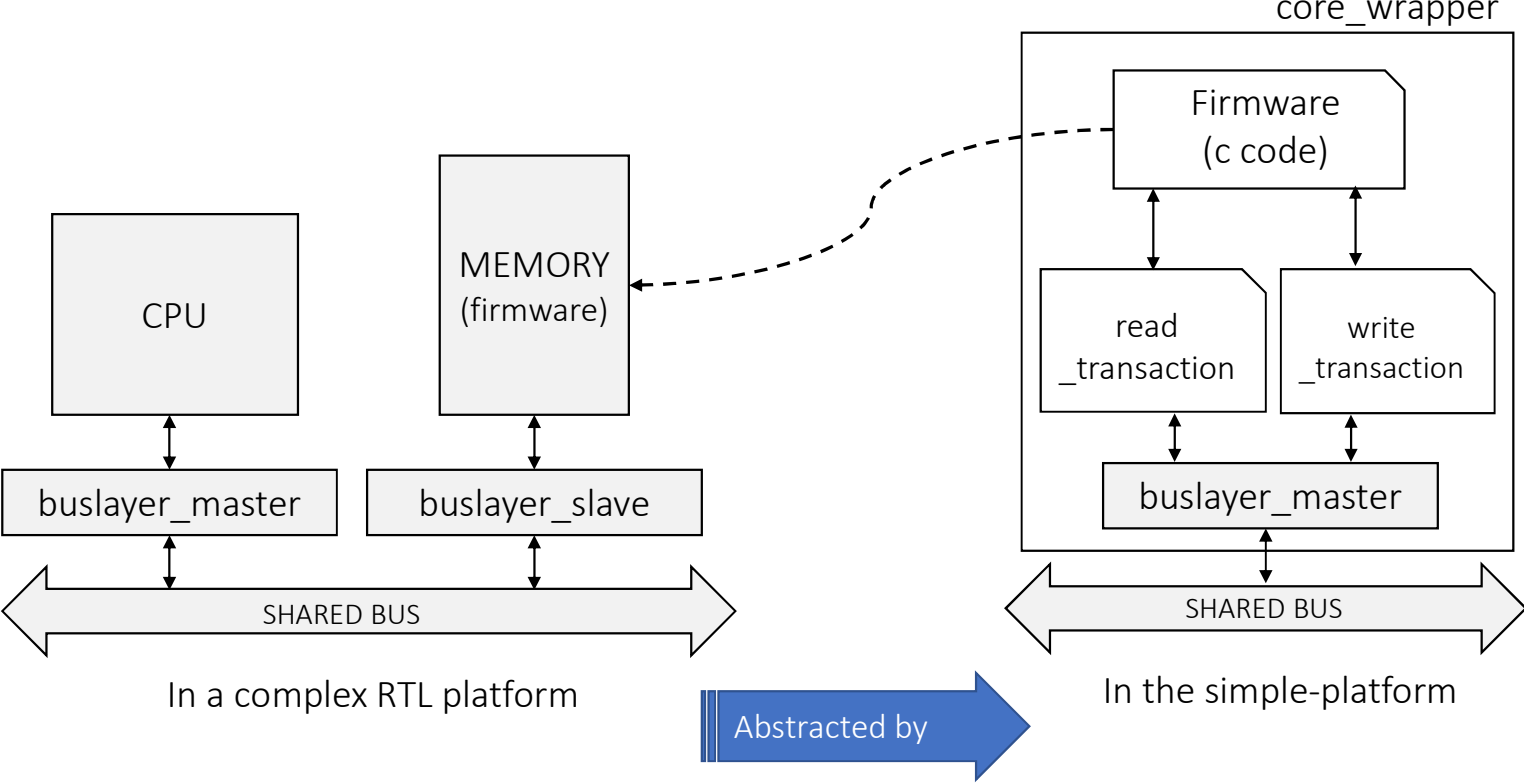 core_wrapper
Firmware
(c code)
MEMORY
(firmware)
CPU
read
_transaction
write
_transaction
buslayer_master
buslayer_slave
buslayer_master
SHARED BUS
SHARED BUS
In a complex RTL platform
In the simple-platform
Abstracted by